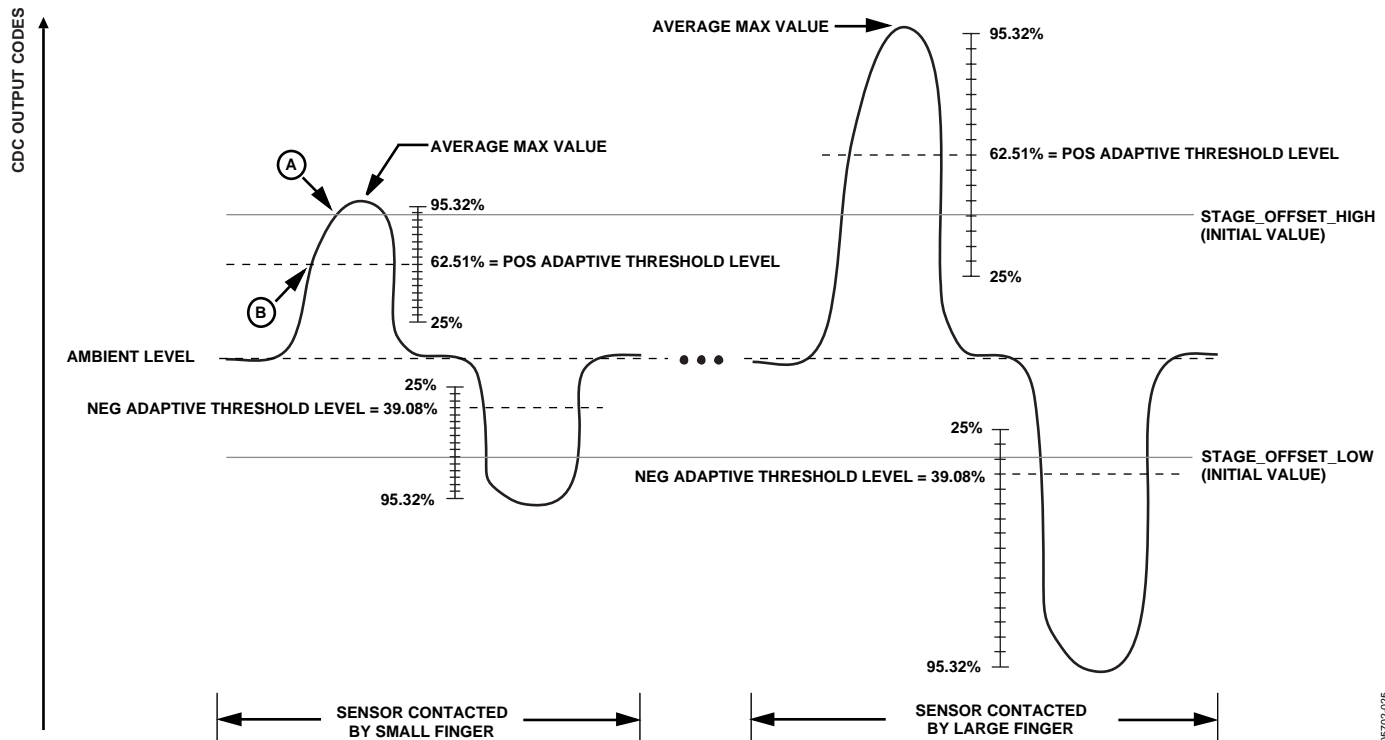 CDC OUTPUT CODES
AVERAGE MAX VALUE
95.32%
A
AVERAGE MAX VALUE
62.51% = POS ADAPTIVE THRESHOLD LEVEL
95.32%
STAGE_OFFSET_HIGH
(INITIAL VALUE)
62.51% = POS ADAPTIVE THRESHOLD LEVEL
25%
B
25%
AMBIENT LEVEL
25%
NEG ADAPTIVE THRESHOLD LEVEL = 39.08%
25%
STAGE_OFFSET_LOW
(INITIAL VALUE)
NEG ADAPTIVE THRESHOLD LEVEL = 39.08%
95.32%
95.32%
SENSOR CONTACTED
BY SMALL FINGER
SENSOR CONTACTED
BY LARGE FINGER